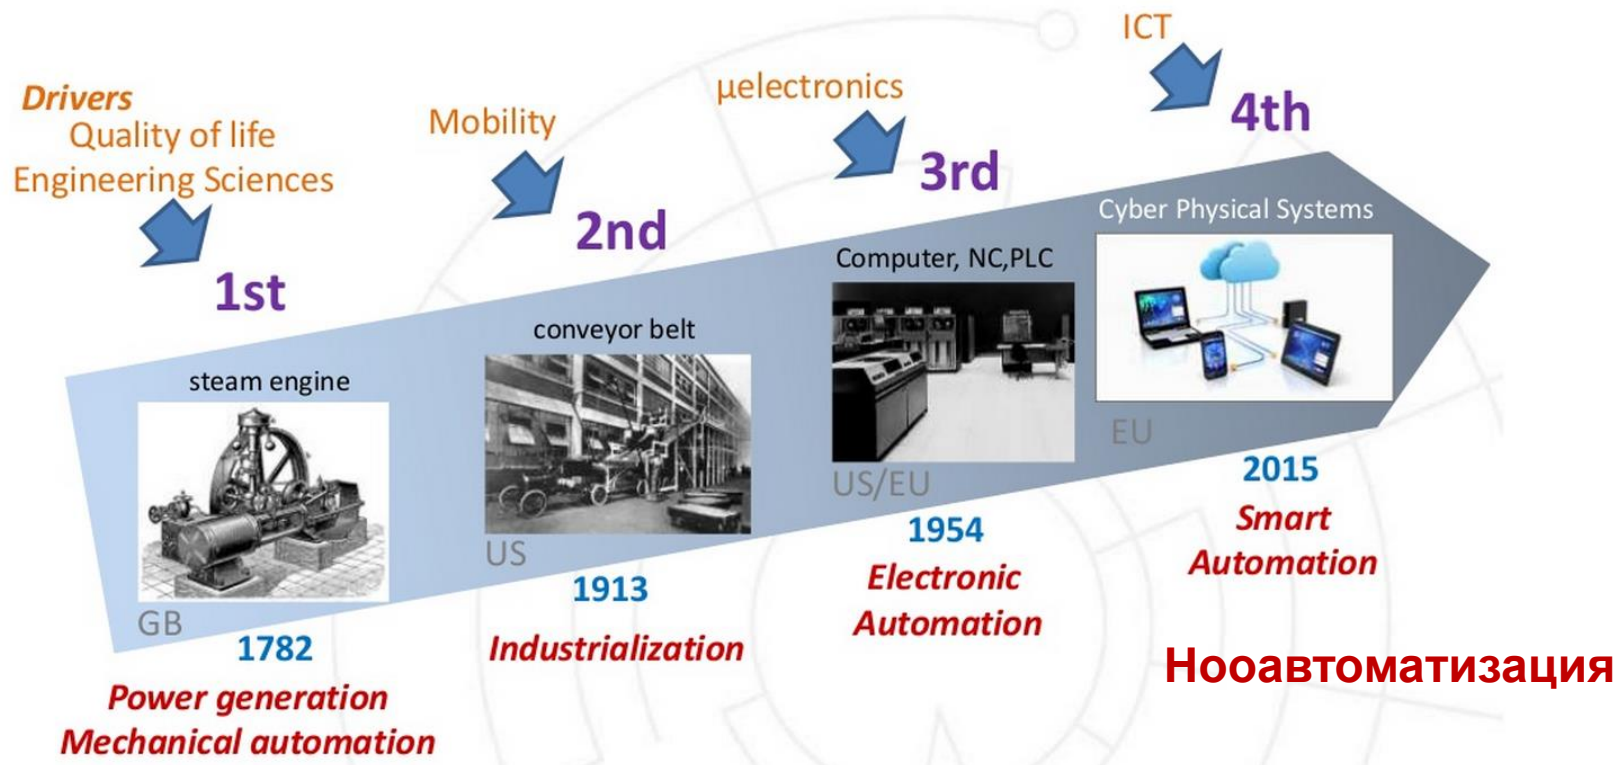 Drivers
Quality of life
Engineering Sciences
1st
steam engine
GB
1782
Power generation
Mechanical automation
Mobility
2nd
conveyor belt
US
1913
Industrialization
µelectronics
3rd
Computer, NC,PLC
US/EU
1954
Electronic
Automation
ICT
4th
Cyber Physical Systems
EU
2015
Smart
Automation
Нооавтоматизация